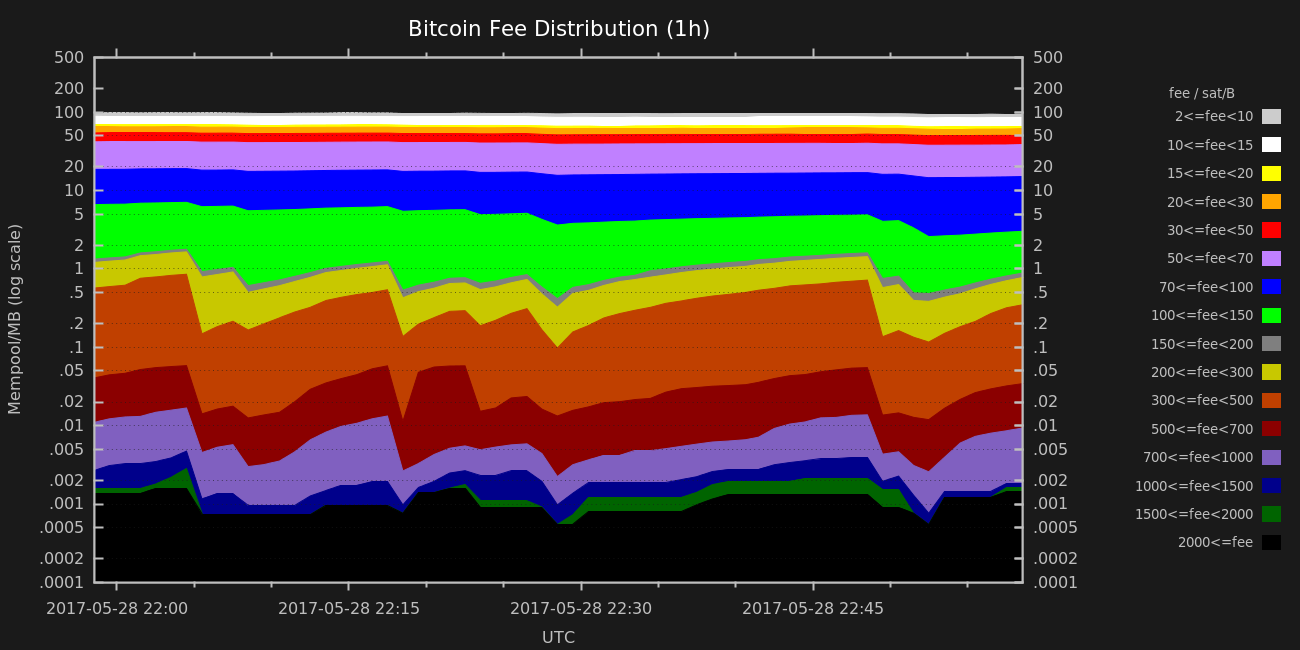 Bitcoin Fee Distribution (1h)
Mempool/MB (log scale)
500 500
200 200
100 100
50 50
20 20
10 10
5 5
2 2
1 1
.5 .5
.2 .2
.1 .1
.05 .05
.02 .02
.01 .01
.005 .005
.002 .002
.001 .001
.0005 .0005
.0002 .0002
.0001 .0001
2017-05-28 22:00 2017-05-28 22:15 2017-05-28 22:30 2017-05-28 22:45
UTC
fee / sat/B
2<=fee<10
10<=fee<15
15<=fee<20
20<=fee<30
30<=fee<50
50<=fee<70
70<=fee<100
100<=fee<150
150<=fee<200
200<=fee<300
300<=fee<500
500<=fee<700
700<=fee<1000
1000<=fee<1500
1500<=fee<2000
2000<=fee